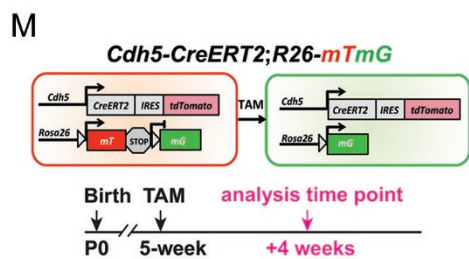 M
Cdh5-CreERT2;R26-mTmG
Cdh5
CreERT2 IRES tdTomato
Rosa26
mT STOP mG
TAM
Cdh5
CreERT2 IRES tdTomato
Rosa26
mG
Birth TAM analysis time point
P0 5-week +4 weeks